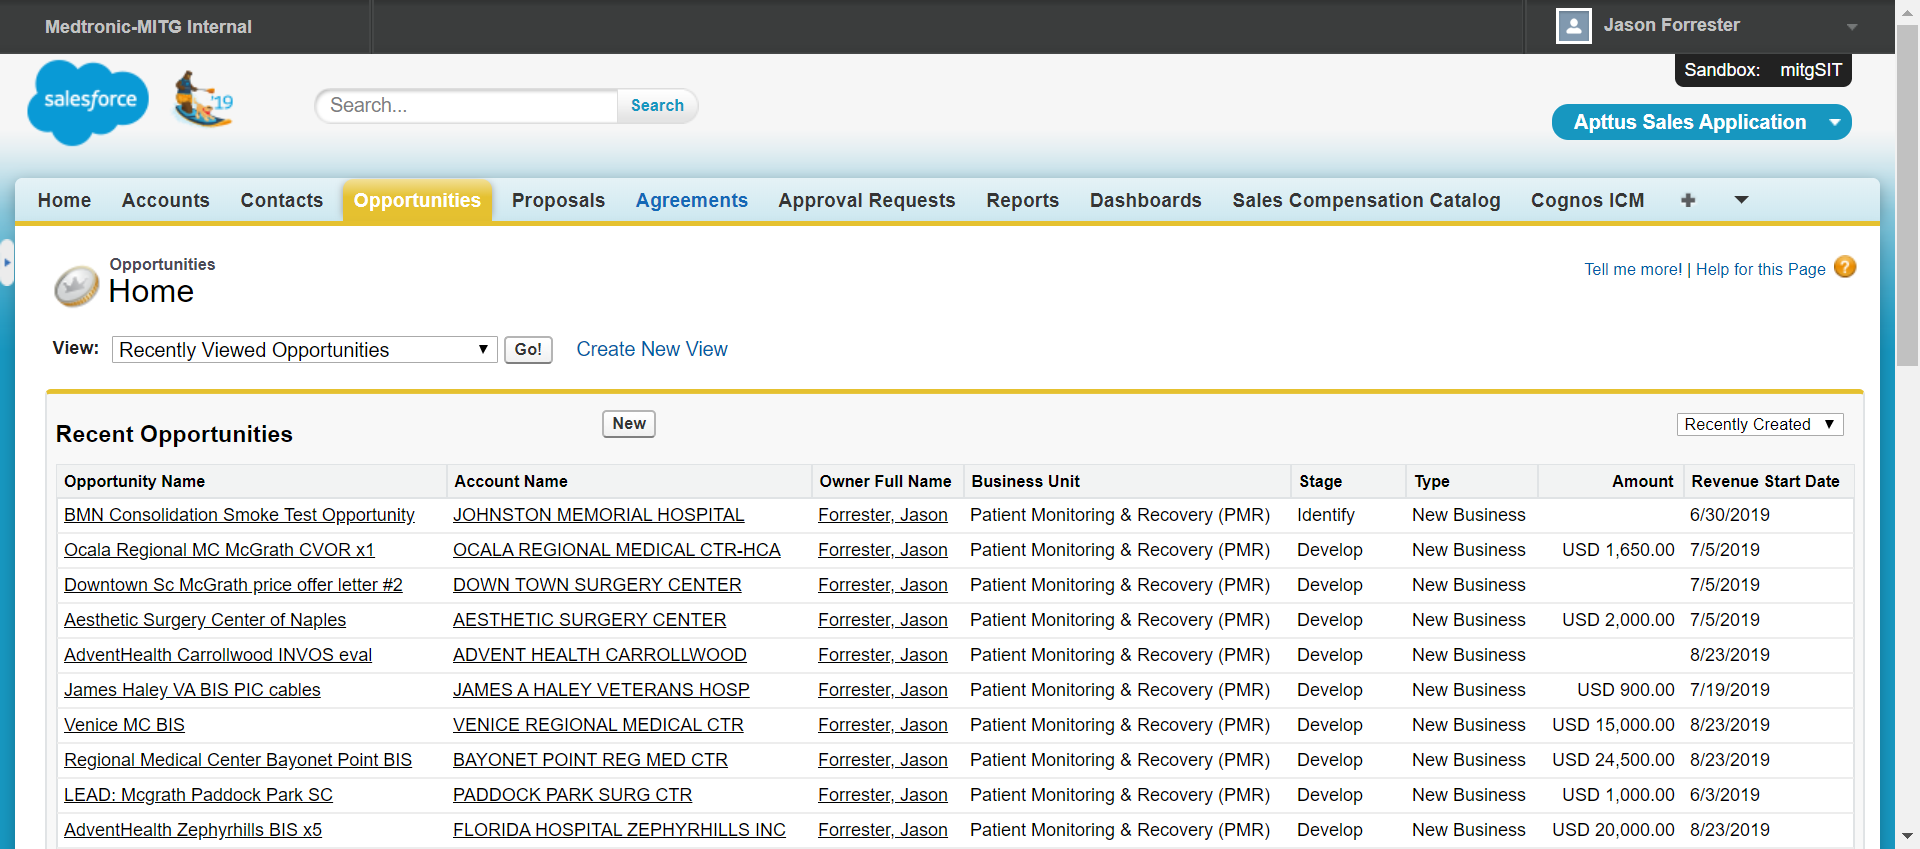 Medtronic-MITG Internal
Jason Forrester
Sandbox: mitgSIT
salesforce
'19
Search...
Search
Apttus Sales Application
Home Accounts Contacts Opportunities Proposals Agreements Approval Requests Reports Dashboards Sales Compensation Catalog Cognos ICM
Opportunities
Home
Tell me more! | Help for this Page ?
View: Recently Viewed Opportunities Go! Create New View
Recent Opportunities New Recently Created
Opportunity Name Account Name Owner Full Name Business Unit Stage Type Amount Revenue Start Date
BMN Consolidation Smoke Test Opportunity JOHNSTON MEMORIAL HOSPITAL Forrester, Jason Patient Monitoring & Recovery (PMR) Identify New Business 6/30/2019
Ocala Regional MC McGrath CVOR x1 OCALA REGIONAL MEDICAL CTR-HCA Forrester, Jason Patient Monitoring & Recovery (PMR) Develop New Business USD 1,650.00 7/5/2019
Downtown Sc McGrath price offer letter #2 DOWN TOWN SURGERY CENTER Forrester, Jason Patient Monitoring & Recovery (PMR) Develop New Business 7/5/2019
Aesthetic Surgery Center of Naples AESTHETIC SURGERY CENTER Forrester, Jason Patient Monitoring & Recovery (PMR) Develop New Business USD 2,000.00 7/5/2019
AdventHealth Carrollwood INVOS eval ADVENT HEALTH CARROLLWOOD Forrester, Jason Patient Monitoring & Recovery (PMR) Develop New Business 8/23/2019
James Haley VA BIS PIC cables JAMES A HALEY VETERANS HOSP Forrester, Jason Patient Monitoring & Recovery (PMR) Develop New Business USD 900.00 7/19/2019
Venice MC BIS VENICE REGIONAL MEDICAL CTR Forrester, Jason Patient Monitoring & Recovery (PMR) Develop New Business USD 15,000.00 8/23/2019
Regional Medical Center Bayonet Point BIS BAYONET POINT REG MED CTR Forrester, Jason Patient Monitoring & Recovery (PMR) Develop New Business USD 24,500.00 8/23/2019
LEAD: Mcgrath Paddock Park SC PADDOCK PARK SURG CTR Forrester, Jason Patient Monitoring & Recovery (PMR) Develop New Business USD 1,000.00 6/3/2019
AdventHealth Zephyrhills BIS x5 FLORIDA HOSPITAL ZEPHYRHILLS INC Forrester, Jason Patient Monitoring & Recovery (PMR) Develop New Business USD 20,000.00 8/23/2019